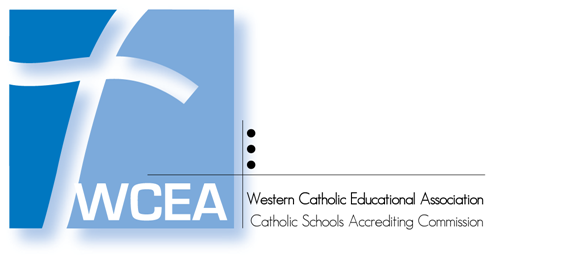 WCEA
Western Catholic Educational Association
Catholic Schools Accrediting Commission